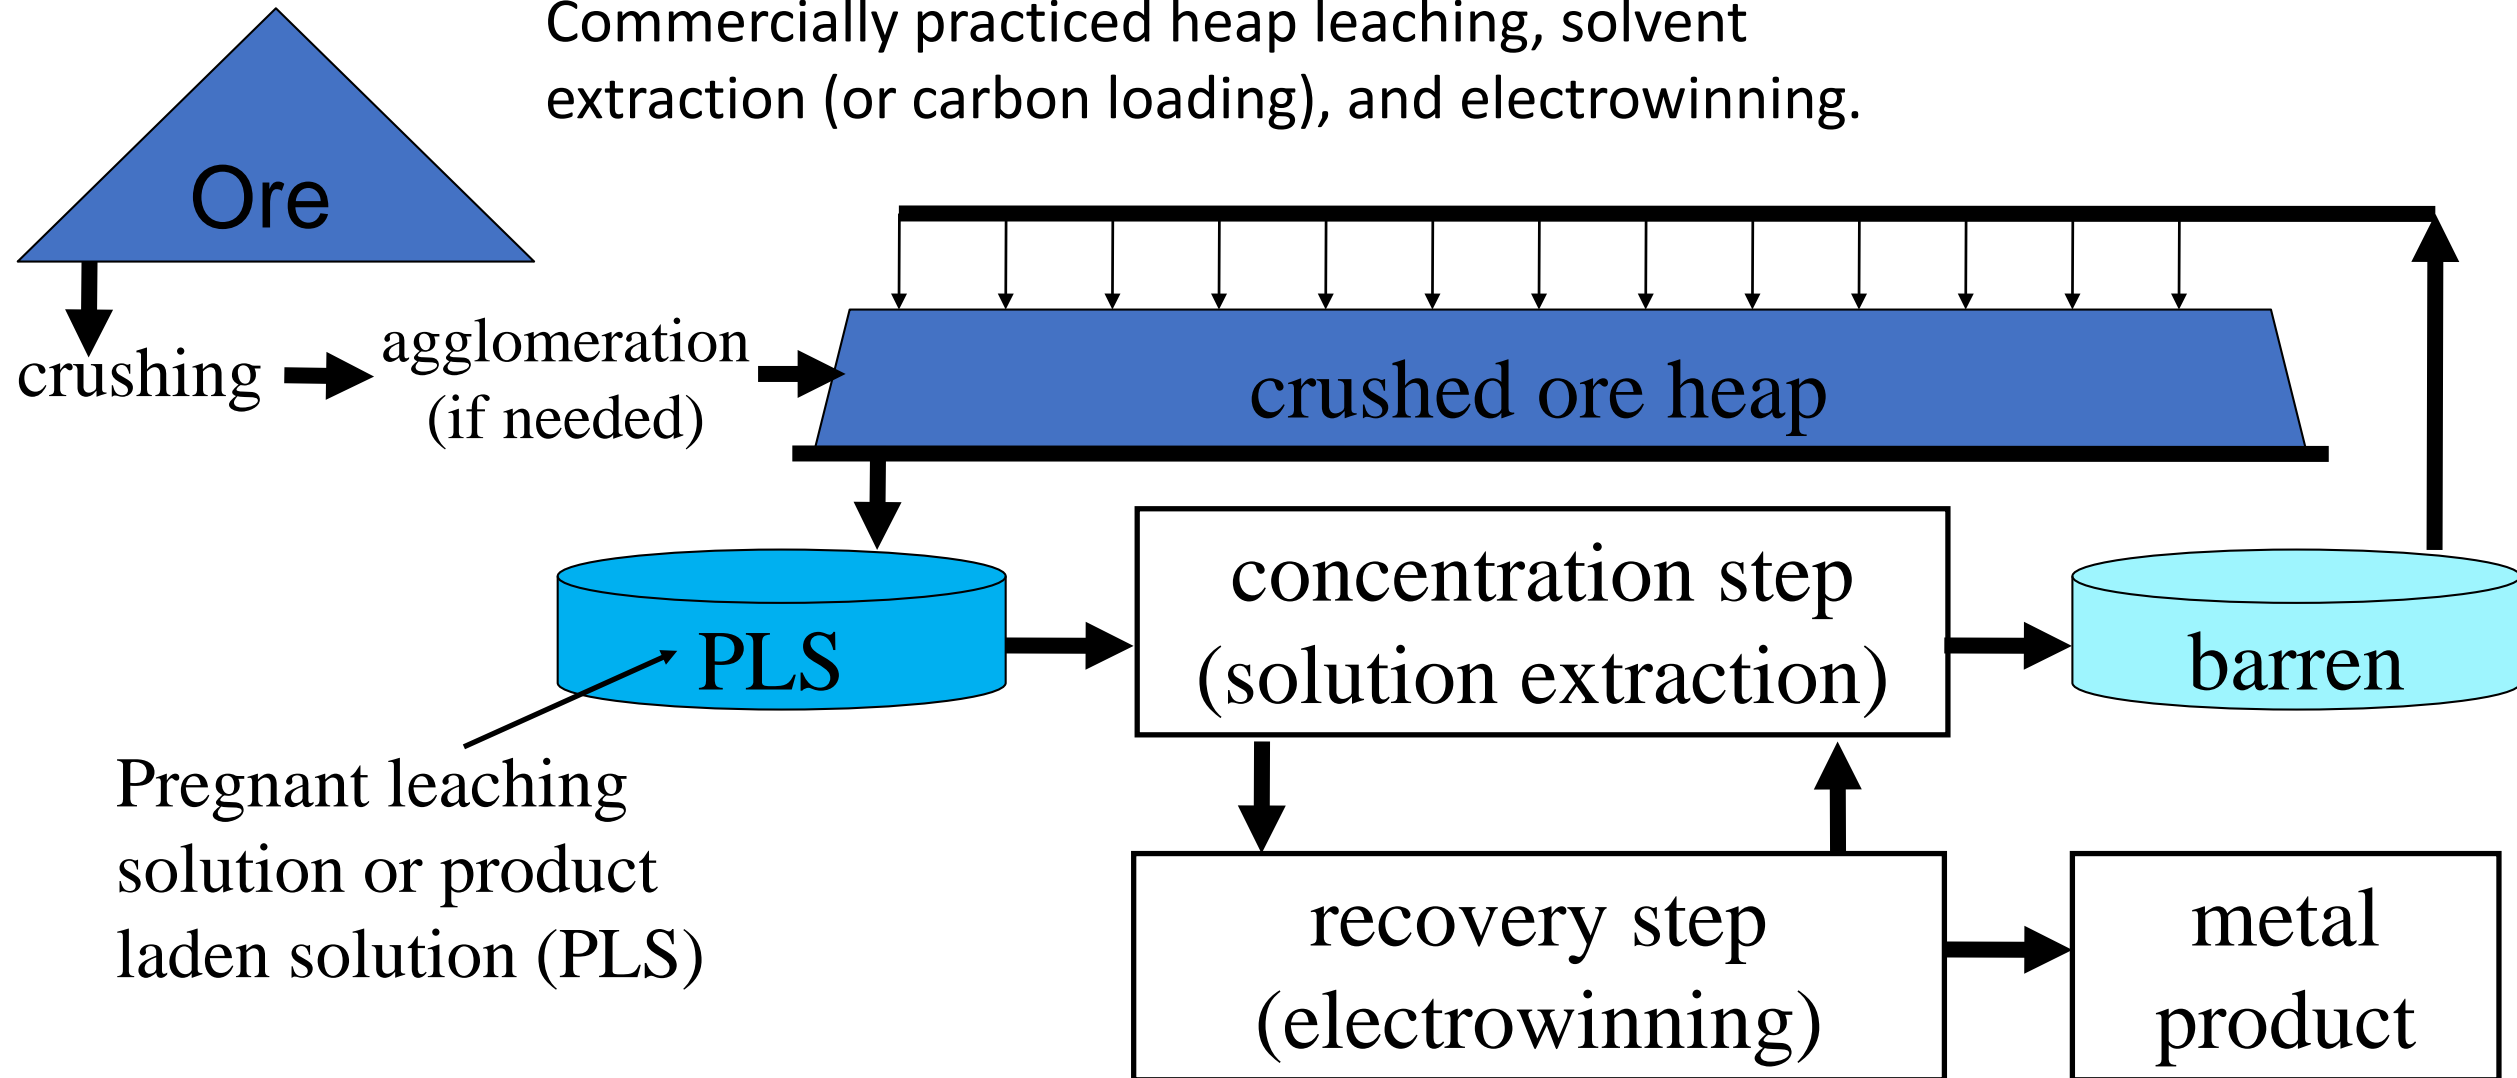 Commercially practiced heap leaching, solvent
extraction (or carbon loading), and electrowinning.
Ore
crushing
agglomeration
(if needed)
crushed ore heap
PLS
concentration step
(solution extraction)
barren
Pregnant leaching
solution or product
laden solution (PLS)
recovery step
(electrowinning)
metal
product